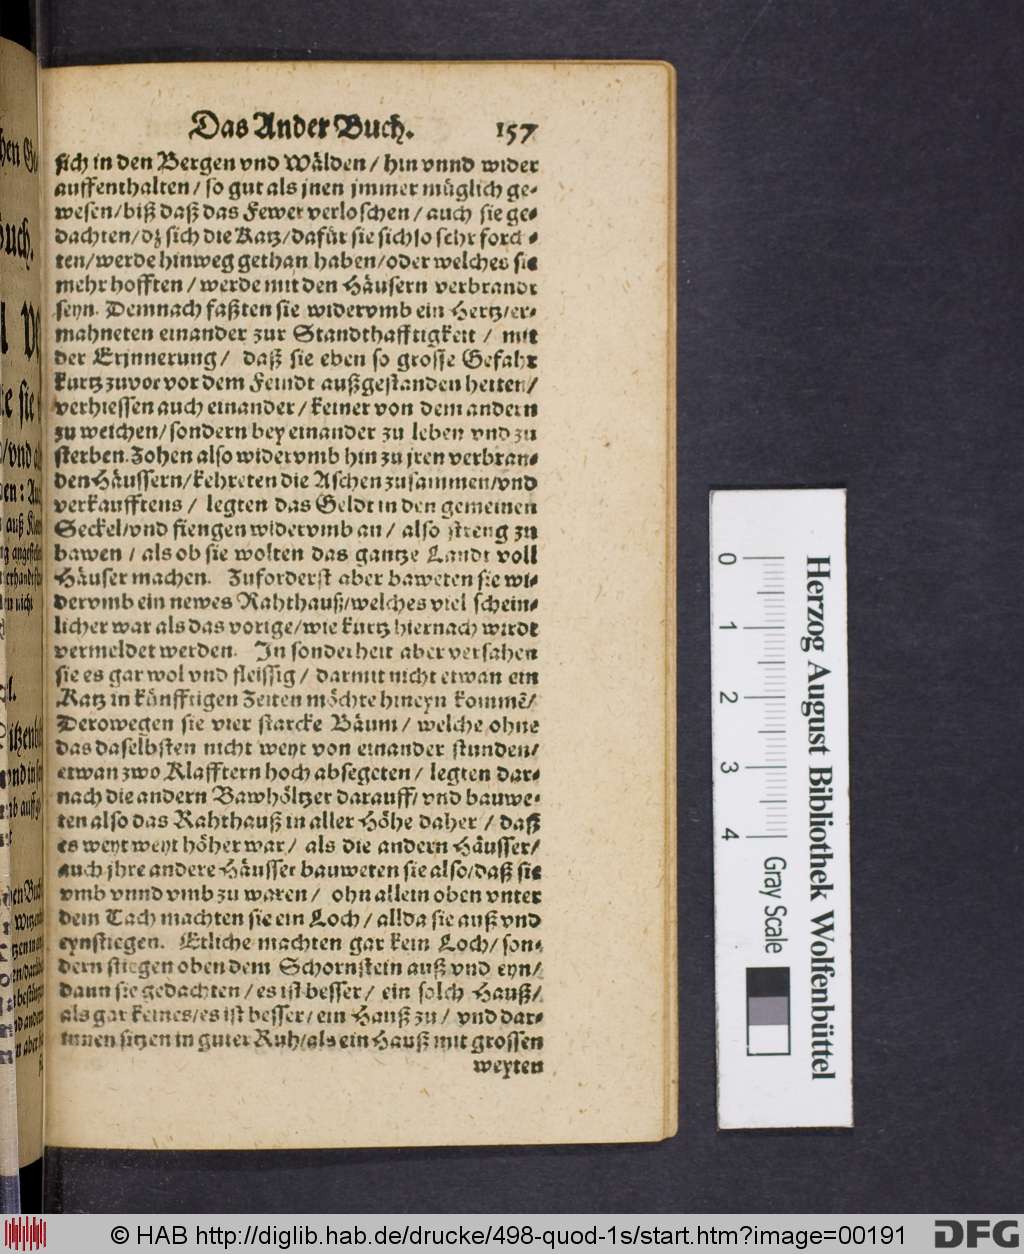 Das Ander Buch. 157
sich in den Bergen vnd Wälden / hin vnnd wider
auffenthalten / so gut als jnen jmmer müglich ge-
wesen / biß daß das Fewer verloschen / auch sie ge-
dachten / dz sich die Katz / dafür sie sich so sehr forch-
ten / werde hinweg gethan haben / oder welches sie
mehr hofften / werde mit den Häusern verbrandt
seyn. Demnach faßten sie widervmb ein Hertz / er-
mahneten einander zur Standthafftigkeit / mit
der Erjnnerung / daß sie eben so grosse Gefahr
kurtz zuvor vor dem Feindt außgestanden hetten /
verhiessen auch einander / keiner von dem andern
zu weichen / sondern bey einander zu leben vnd zu
sterben. Zohen also widervmb hin zu jren verbran-
den Häussern / kehreten die Aschen zusammen / vnd
verkaufftens / legten das Geldt in den gemeinen
Seckel / vnd fiengen widervmb an / also streng zu
bawen / als ob sie wolten das gantze Landt voll
Häuser machen. Zuforderst aber baweten sie wi-
dervmb ein newes Rahthauß / welches viel schein-
licher war als das vorige / wie kurtz hiernach wirdt
vermeldet werden. In sonderheit aber versahen
sie es gar wol vnd fleissig / darmit nicht etwan ein
Katz in könfftigen Zeiten möchte hineyn kommē /
Derowegen sie vier starcke Bäum / welche ohne
das daselbsten nicht weyt von einander stunden /
etwan zwo Klafftern hoch absegeten / legten dar-
nach die andern Bawhöltzer darauff / vnd bauwe-
ten also das Rahthauß in aller Höhe daher / daß
es weyt weyt höher war / als die andern Häusser /
auch jhre andere Häusser bauweten sie also / daß sie
vmb vnnd vmb zu waren / ohn allein oben vnter
dem Tach machten sie ein Loch / allda sie auß vnd
eynstiegen. Etliche machten gar kein Loch / son-
dern stiegen oben dem Schornstein auß vnd eyn /
dann sie gedachten / es ist besser / ein solch Hauß /
als gar keines / es ist besser / ein Hauß zu / vnd dar-
innen sitzen in guter Ruh / als ein Hauß mit grossen
weyten
0 1 2 3 4
Herzog August Bibliothek Wolfenbüttel
Gray Scale
© HAB http://diglib.hab.de/drucke/498-quod-1s/start.htm?image=00191
DFG